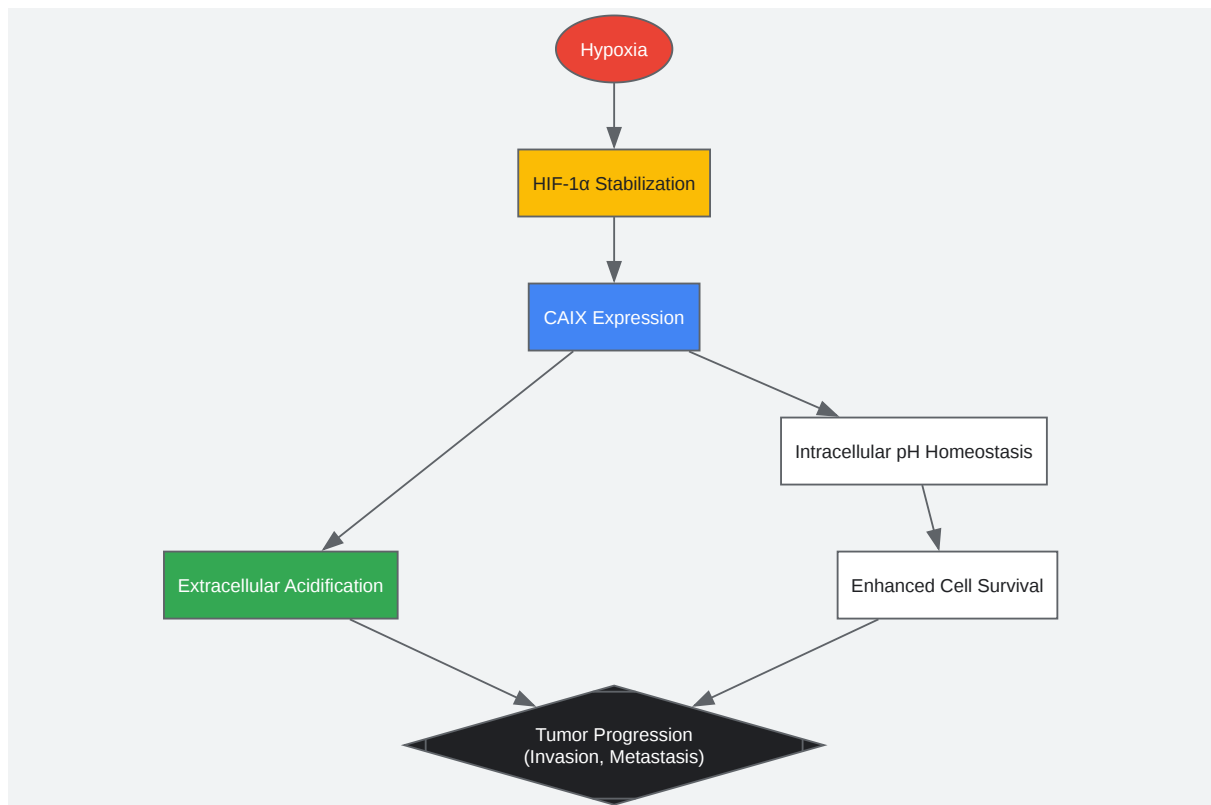 Hypoxia
HIF-1α Stabilization
CAIX Expression
Intracellular pH Homeostasis
Extracellular Acidification
Enhanced Cell Survival
Tumor Progression
(Invasion, Metastasis)